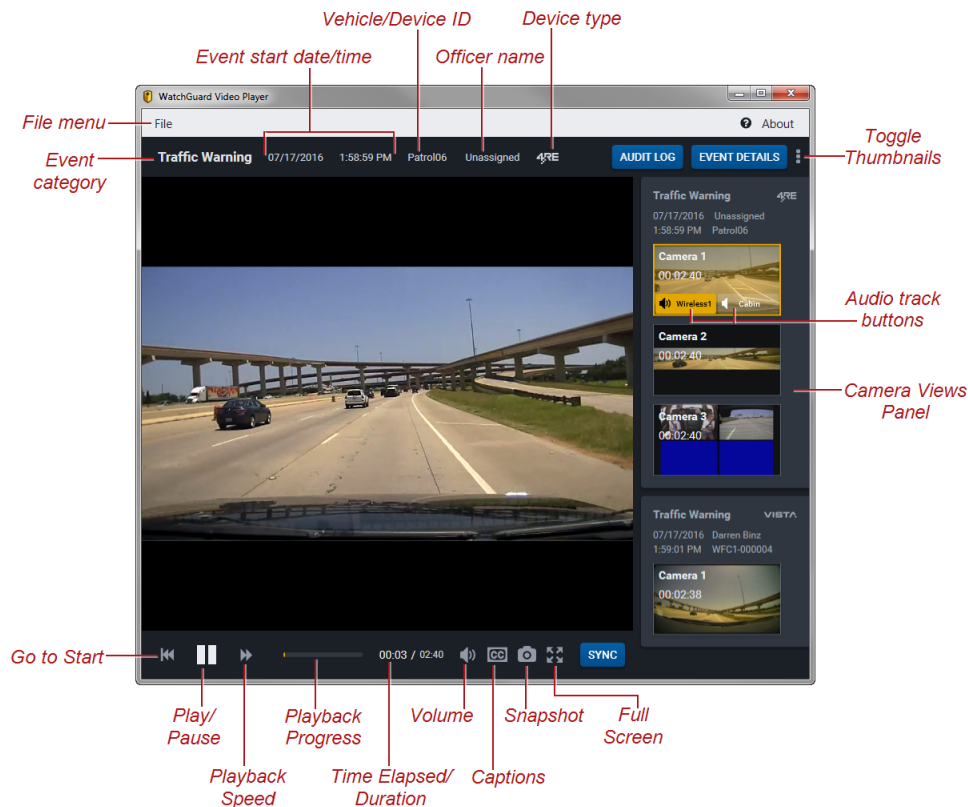 Vehicle/Device ID
Device type
Event start date/time
Officer name
WatchGuard Video Player
File menu
File
? About
Toggle
Thumbnails
Event
category
Traffic Warning 07/17/2016 1:58:59 PM Patrol06 Unassigned 4RE
AUDIT LOG
EVENT DETAILS
Traffic Warning 4RE
07/17/2016 Unassigned
1:58:59 PM Patrol06
Camera 1
00:02:40
Wireless1 Cabin
Audio track
buttons
Camera 2
00:02:40
Camera Views
Panel
Camera 3
00:02:40
Traffic Warning VISTA
07/17/2016 Darren Binz
1:59:01 PM WFC1-000004
Camera 1
00:02:38
Go to Start
00:03 / 02:40
CC
SYNC
Play/
Pause
Playback
Progress
Volume
Snapshot
Full
Screen
Playback
Speed
Time Elapsed/
Duration
Captions